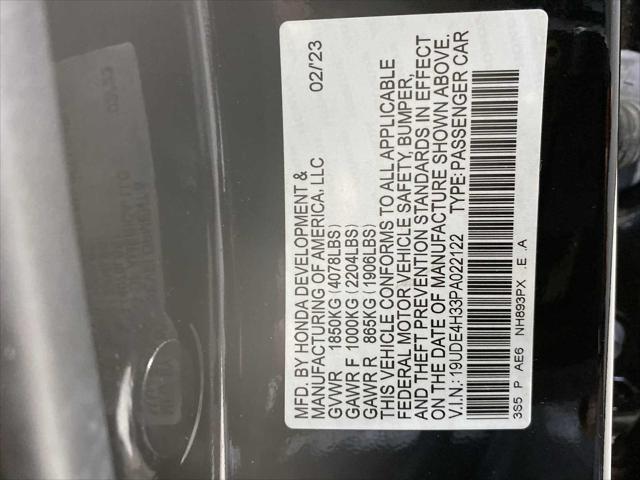 MFD. BY HONDA DEVELOPMENT & 02/'23
MANUFACTURING OF AMERICA, LLC
GVWR 1850KG (4078LBS)
GAWR F 1000KG (2204LBS)
GAWR R 865KG (1906LBS)
THIS VEHICLE CONFORMS TO ALL APPLICABLE
FEDERAL MOTOR VEHICLE SAFETY, BUMPER,
AND THEFT PREVENTION STANDARDS IN EFFECT
ON THE DATE OF MANUFACTURE SHOWN ABOVE.
V.I.N.: 19UDE4H33PA022122 TYPE: PASSENGER CAR
3S5 P AE6 NH893PX .E .A